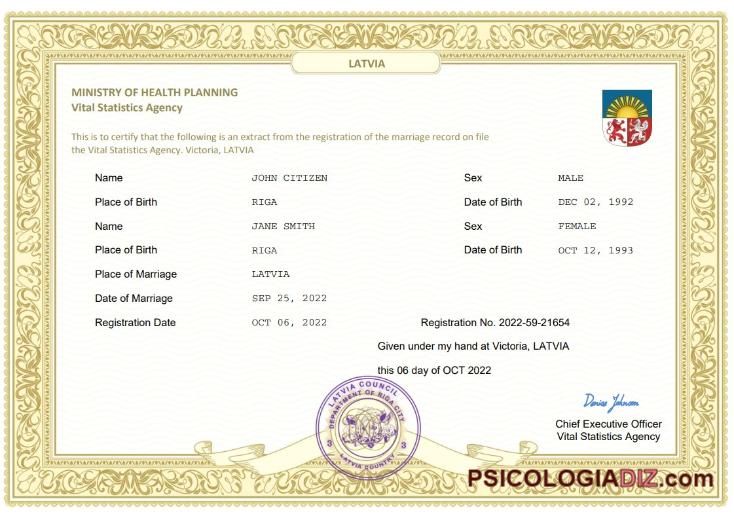 LATVIA
MINISTRY OF HEALTH PLANNING
Vital Statistics Agency
This is to certify that the following is an extract from the registration of the marriage record on file
the Vital Statistics Agency. Victoria, LATVIA
Name JOHN CITIZEN Sex MALE
Place of Birth RIGA Date of Birth DEC 02, 1992
Name JANE SMITH Sex FEMALE
Place of Birth RIGA Date of Birth OCT 12, 1993
Place of Marriage LATVIA
Date of Marriage SEP 25, 2022
Registration Date OCT 06, 2022 Registration No. 2022-59-21654
Given under my hand at Victoria, LATVIA
this 06 day of OCT 2022
LATVIA COUNCIL
DEPARTMENT OF RIGA CITY
LATVIA COUNTRY
Denise Johnson
Chief Executive Officer
Vital Statistics Agency
PSICOLOGIADIZ.com